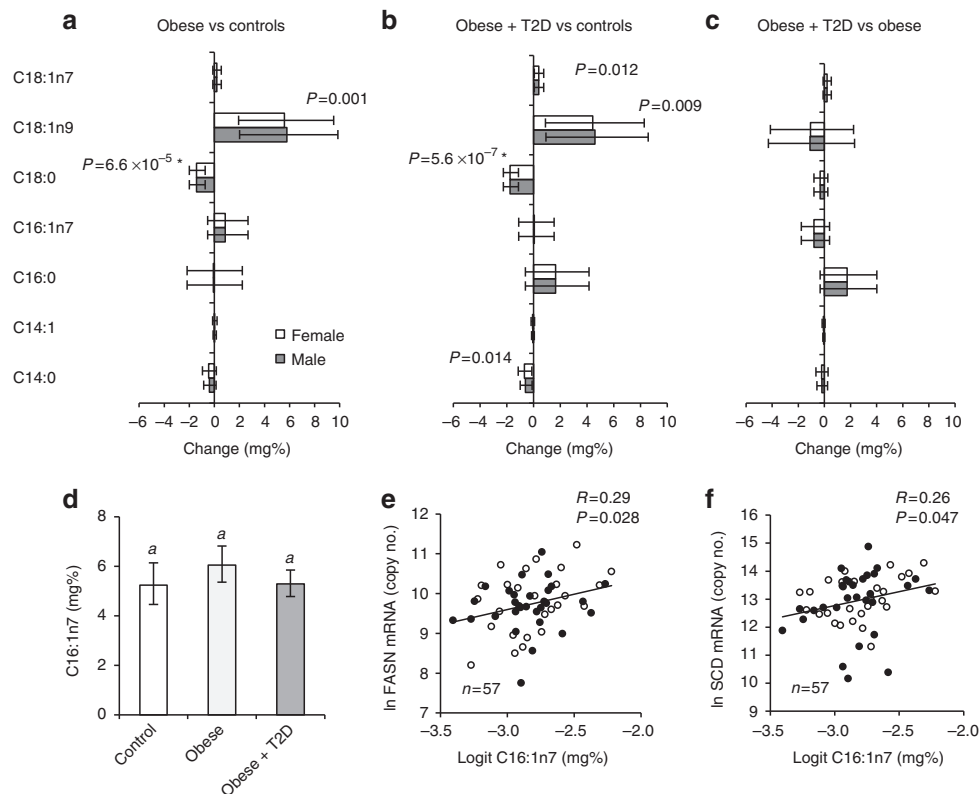 a
Obese vs controls
C18:1n7
C18:1n9
C18:0
C16:1n7
C16:0
C14:1
C14:0
P=0.001
P=6.6 ×10⁻⁵ *
Female
Male
−6 −4 −2 0 2 4 6 8 10
Change (mg%)
b
Obese + T2D vs controls
P=0.012
P=0.009
P=5.6 ×10⁻⁷ *
P=0.014
−6 −4 −2 0 2 4 6 8 10
Change (mg%)
c
Obese + T2D vs obese
−6 −4 −2 0 2 4 6 8 10
Change (mg%)
d
C16:1n7 (mg%)
8
6
4
2
0
a
a
a
Control
Obese
Obese + T2D
e
R=0.29
P=0.028
ln FASN mRNA (copy no.)
12
11
10
9
8
7
n=57
−3.5 −3.0 −2.5 −2.0
Logit C16:1n7 (mg%)
f
R=0.26
P=0.047
ln SCD mRNA (copy no.)
16
15
14
13
12
11
10
9
n=57
−3.5 −3.0 −2.5 −2.0
Logit C16:1n7 (mg%)